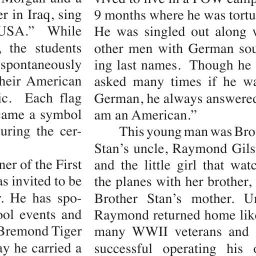 er in Iraq, sing
USA.” While
, the students
spontaneously
heir American
ic. Each flag
ame a symbol
uring the cer-
ner of the First
as invited to be
. He has spo-
ool events and
Bremond Tiger
ay he carried a
vived to live in a POW camp
9 months where he was tortu
He was singled out along w
other men with German sou
ing last names. Though he
asked many times if he wa
German, he always answered
am an American.”
This young man was Bro
Stan’s uncle, Raymond Gils
and the little girl that watc
the planes with her brother,
Brother Stan’s mother. Un
Raymond returned home like
many WWII veterans and
successful operating his o